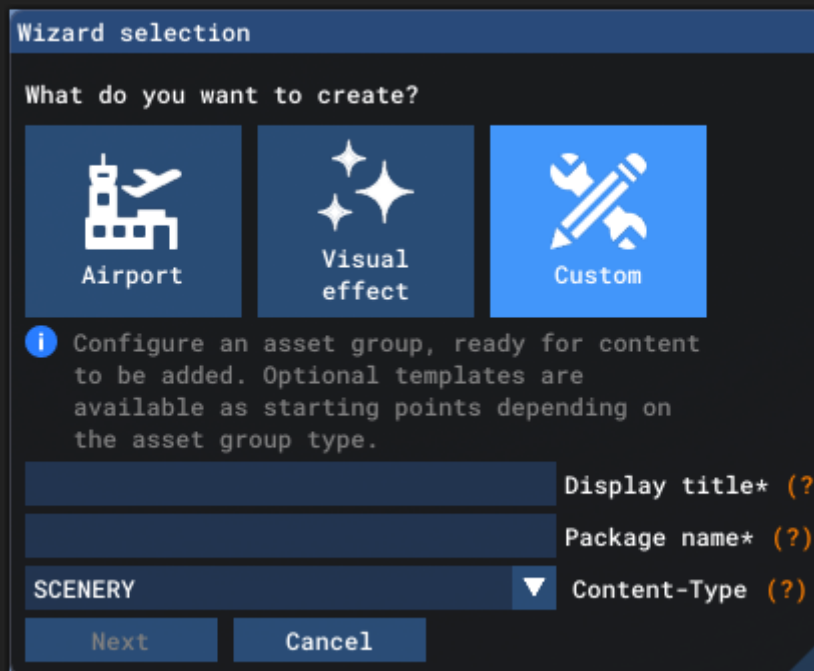 Wizard selection
What do you want to create?
Airport
Visual
effect
Custom
Configure an asset group, ready for content
to be added. Optional templates are
available as starting points depending on
the asset group type.
Display title* (?
Package name* (?)
SCENERY
Content-Type (?)
Next
Cancel